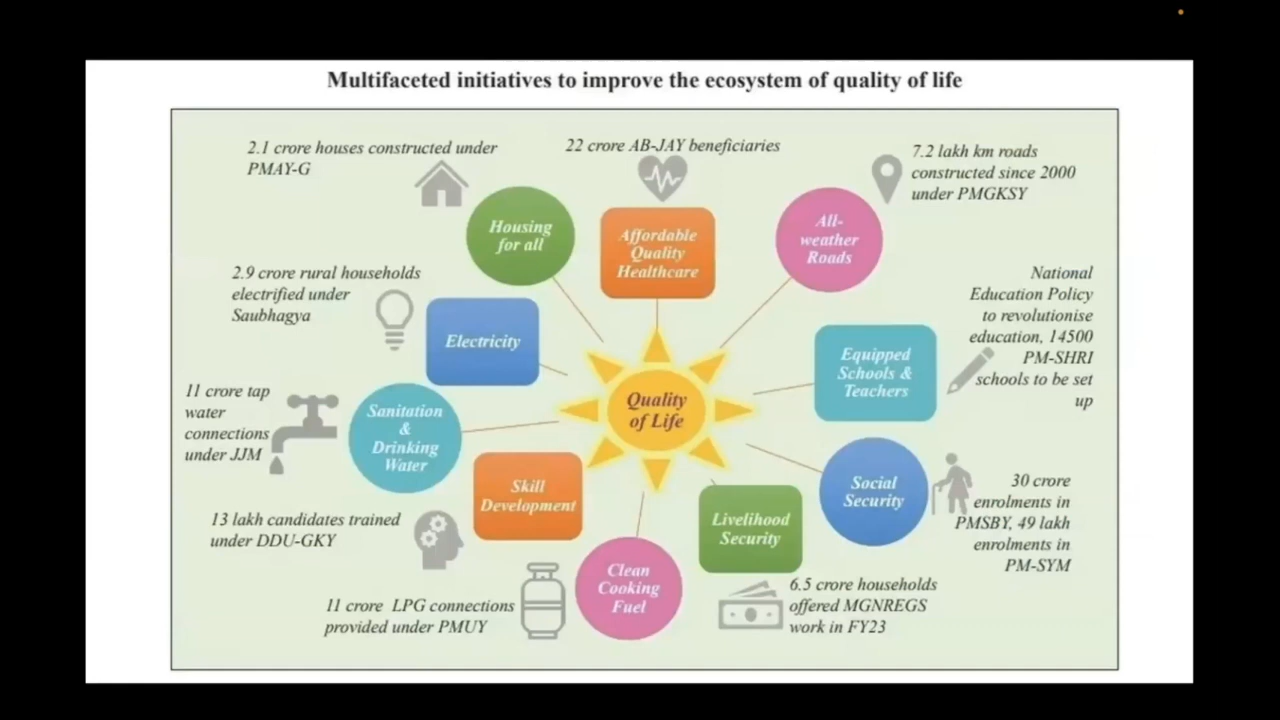 Multifaceted initiatives to improve the ecosystem of quality of life
2.1 crore houses constructed under
PMAY-G
22 crore AB-JAY beneficiaries
7.2 lakh km roads
constructed since 2000
under PMGKSY
Housing
for all
Affordable
Quality
Healthcare
All-
weather
Roads
2.9 crore rural households
electrified under
Saubhagya
Electricity
National
Education Policy
to revolutionise
education, 14500
PM-SHRI
schools to be set
up
Equipped
Schools &
Teachers
Quality
of Life
11 crore tap
water
connections
under JJM
Sanitation
&
Drinking
Water
Skill
Development
Social
Security
30 crore
enrolments in
PMSBY, 49 lakh
enrolments in
PM-SYM
13 lakh candidates trained
under DDU-GKY
Livelihood
Security
Clean
Cooking
Fuel
11 crore LPG connections
provided under PMUY
6.5 crore households
offered MGNREGS
work in FY23